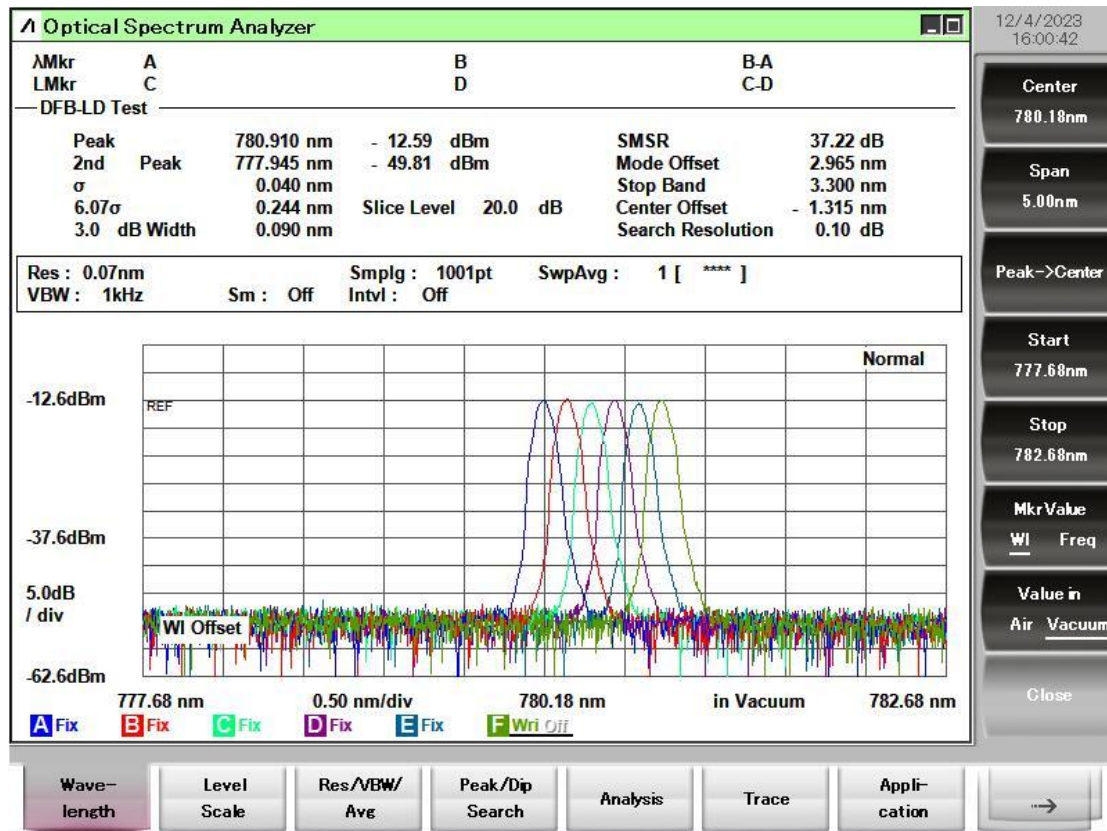 Optical Spectrum Analyzer
12/4/2023
16:00:42
λMkr A B B-A
LMkr C D C-D
DFB-LD Test
Peak 780.910 nm - 12.59 dBm SMSR 37.22 dB
2nd Peak 777.945 nm - 49.81 dBm Mode Offset 2.965 nm
σ 0.040 nm Stop Band 3.300 nm
6.07σ 0.244 nm Slice Level 20.0 dB Center Offset - 1.315 nm
3.0 dB Width 0.090 nm Search Resolution 0.10 dB
Res : 0.07nm Smplg : 1001pt SwpAvg : 1 [ **** ]
VBW : 1kHz Sm : Off Intvl : Off
Normal
-12.6dBm
REF
-37.6dBm
5.0dB
/ div
Wl Offset
-62.6dBm
777.68 nm 0.50 nm/div 780.18 nm in Vacuum 782.68 nm
A Fix B Fix C Fix D Fix E Fix F Wri Off
Center
780.18nm
Span
5.00nm
Peak->Center
Start
777.68nm
Stop
782.68nm
MkrValue
Wl Freq
Value in
Air Vacuum
Close
Wave-
length
Level
Scale
Res/VBW/
Avg
Peak/Dip
Search
Analysis
Trace
Appli-
cation